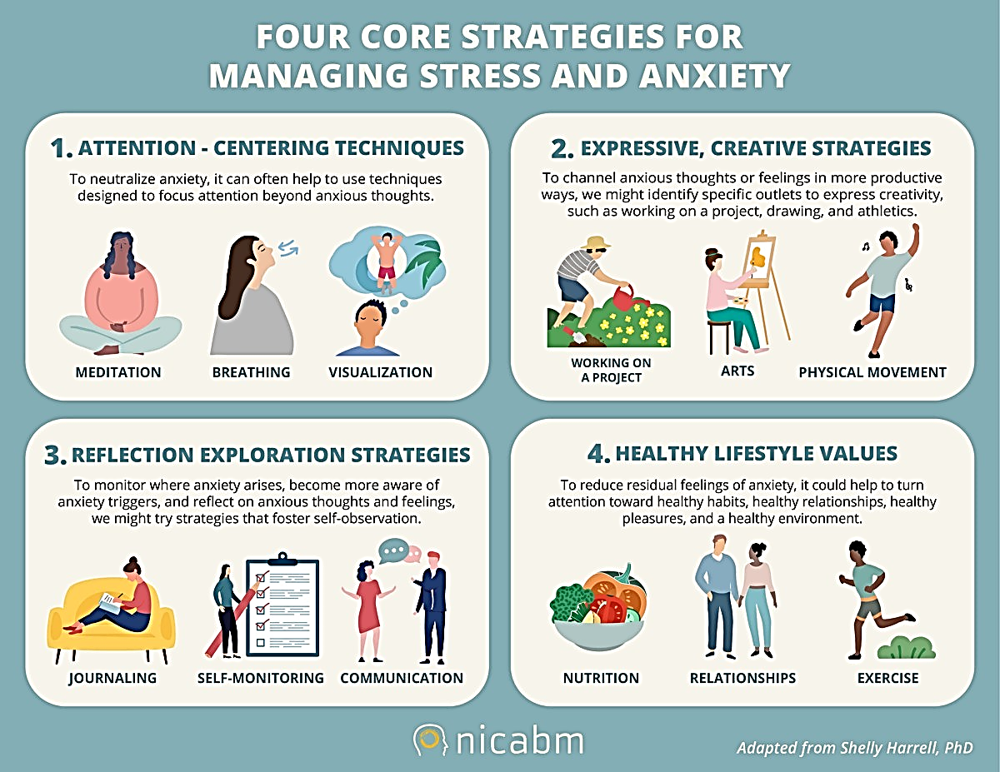 FOUR CORE STRATEGIES FOR
MANAGING STRESS AND ANXIETY
1. ATTENTION - CENTERING TECHNIQUES
To neutralize anxiety, it can often help to use techniques
designed to focus attention beyond anxious thoughts.
MEDITATION
BREATHING
VISUALIZATION
2. EXPRESSIVE, CREATIVE STRATEGIES
To channel anxious thoughts or feelings in more productive
ways, we might identify specific outlets to express creativity,
such as working on a project, drawing, and athletics.
WORKING ON
A PROJECT
ARTS
PHYSICAL MOVEMENT
3. REFLECTION EXPLORATION STRATEGIES
To monitor where anxiety arises, become more aware of
anxiety triggers, and reflect on anxious thoughts and feelings,
we might try strategies that foster self-observation.
JOURNALING
SELF-MONITORING
COMMUNICATION
4. HEALTHY LIFESTYLE VALUES
To reduce residual feelings of anxiety, it could help to turn
attention toward healthy habits, healthy relationships, healthy
pleasures, and a healthy environment.
NUTRITION
RELATIONSHIPS
EXERCISE
nicabm
Adapted from Shelly Harrell, PhD